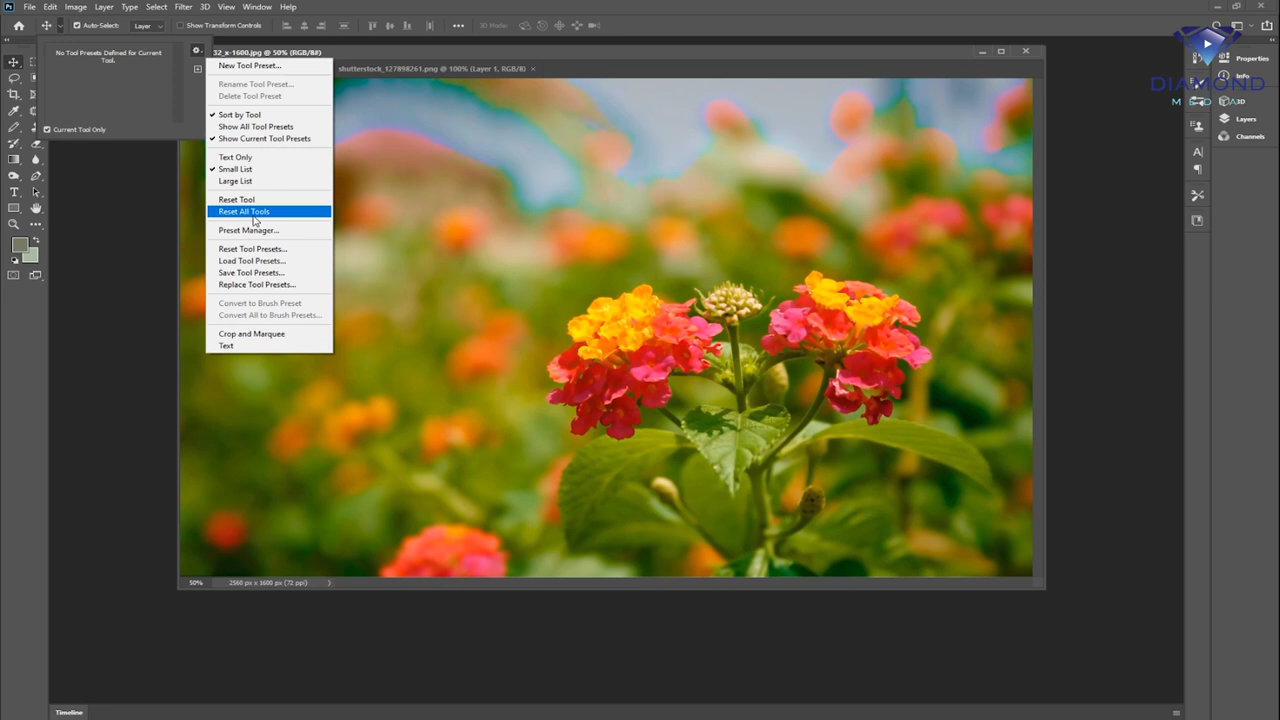 Ps File Edit Image Layer Type Select Filter 3D View Window Help
Auto-Select: Layer Show Transform Controls 3D Mode:
No Tool Presets Defined for Current
Tool.
Current Tool Only
32_x-1600.jpg @ 50% (RGB/8#)
shutterstock_127898261.png @ 100% (Layer 1, RGB/8)
New Tool Preset...
Rename Tool Preset...
Delete Tool Preset
Sort by Tool
Show All Tool Presets
Show Current Tool Presets
Text Only
Small List
Large List
Reset Tool
Reset All Tools
Preset Manager...
Reset Tool Presets...
Load Tool Presets...
Save Tool Presets...
Replace Tool Presets...
Convert to Brush Preset
Convert All to Brush Presets...
Crop and Marquee
Text
50% 2560 px x 1600 px (72 ppi)
Properties
Info
3D
Layers
Channels
DIAMOND
MEDIA
Timeline